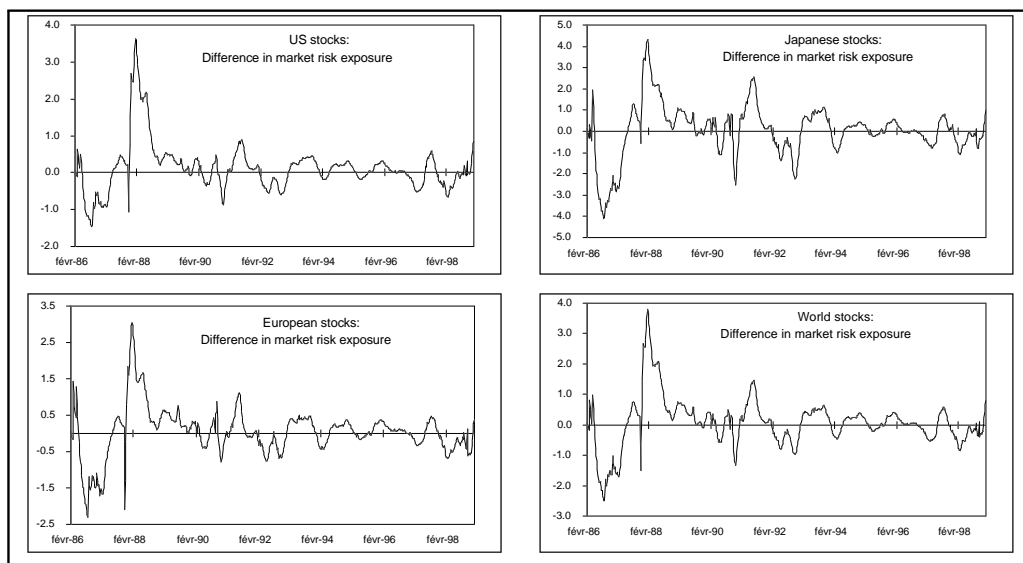 US stocks:
Difference in market risk exposure
4.0
3.0
2.0
1.0
0.0
-1.0
-2.0
févr-86 févr-88 févr-90 févr-92 févr-94 févr-96 févr-98
Japanese stocks:
Difference in market risk exposure
5.0
4.0
3.0
2.0
1.0
0.0
-1.0
-2.0
-3.0
-4.0
-5.0
févr-86 févr-88 févr-90 févr-92 févr-94 févr-96 févr-98
European stocks:
Difference in market risk exposure
3.5
2.5
1.5
0.5
-0.5
-1.5
-2.5
févr-86 févr-88 févr-90 févr-92 févr-94 févr-96 févr-98
World stocks:
Difference in market risk exposure
4.0
3.0
2.0
1.0
0.0
-1.0
-2.0
-3.0
févr-86 févr-88 févr-90 févr-92 févr-94 févr-96 févr-98